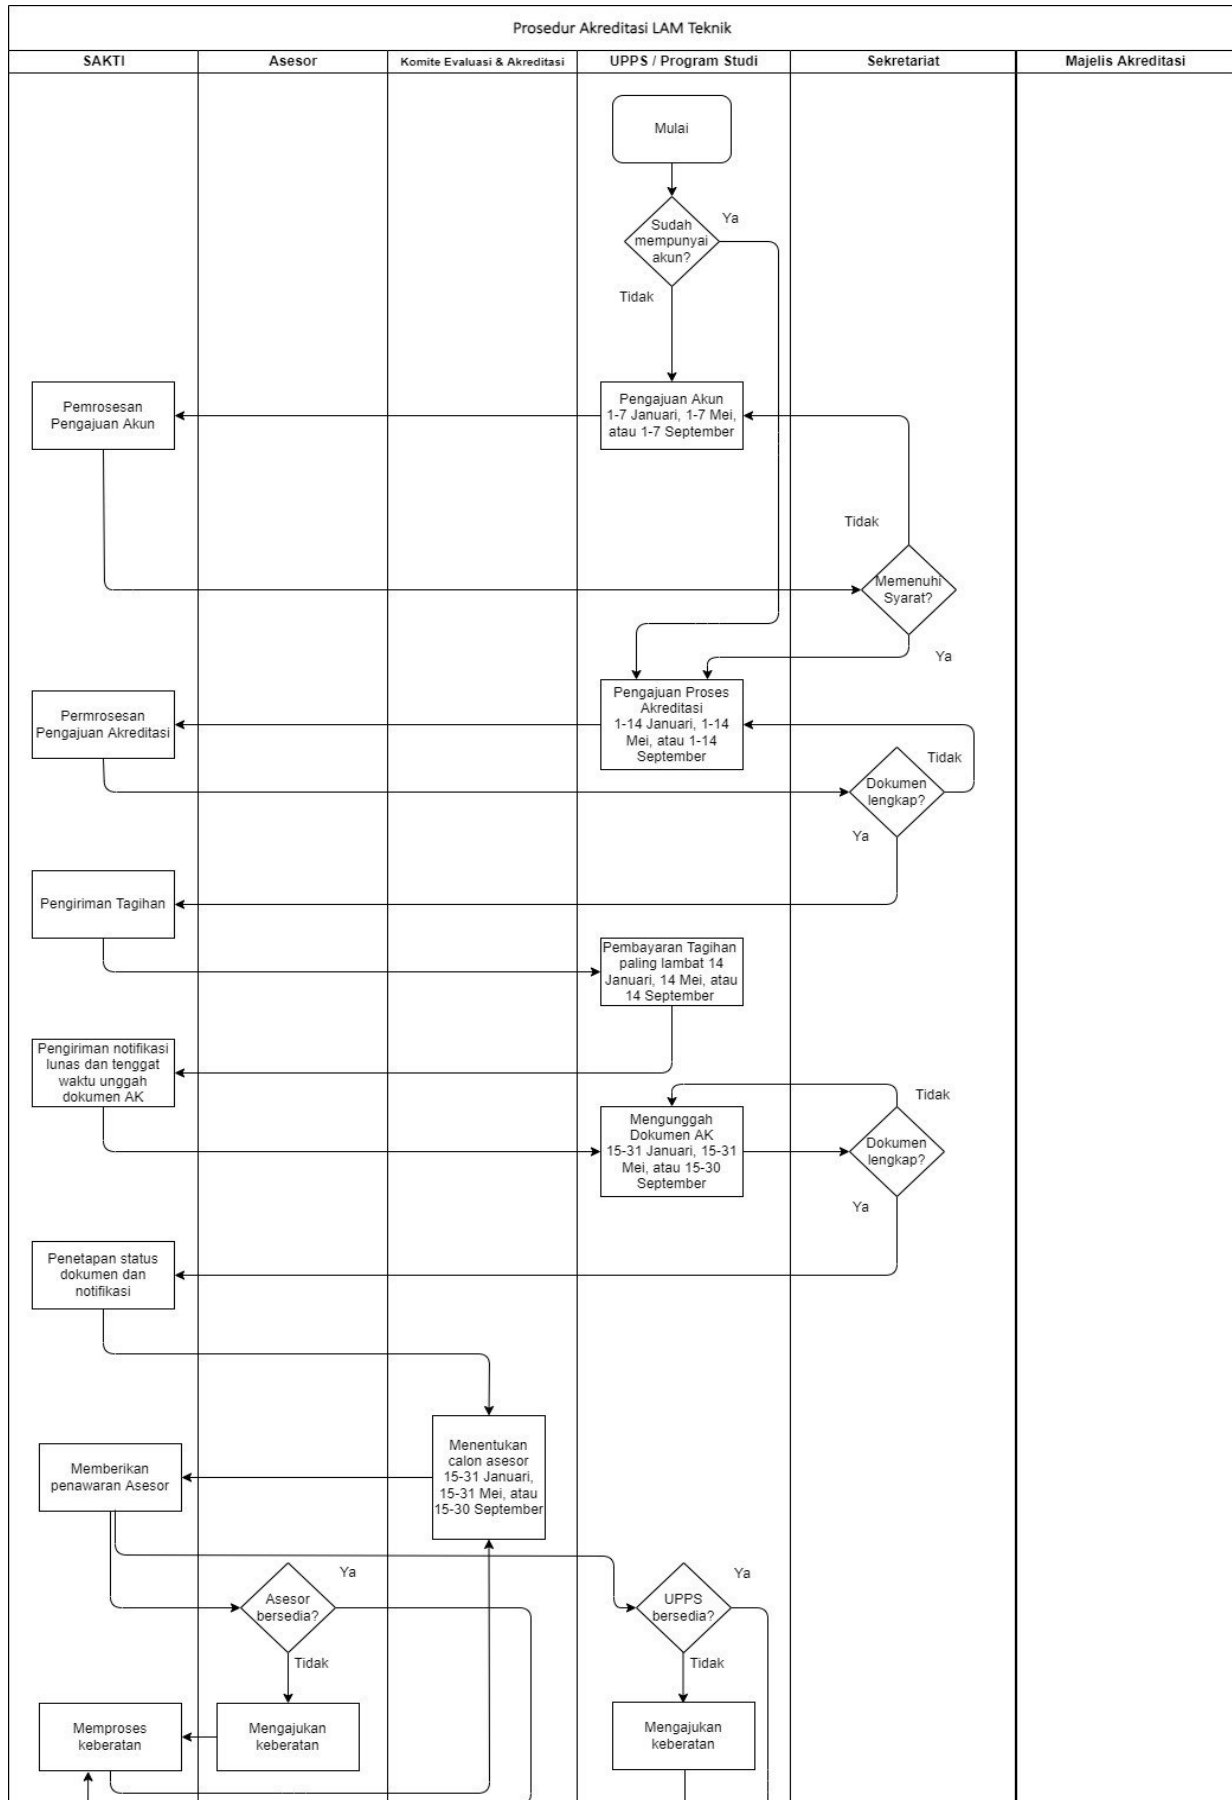 Prosedur Akreditasi LAM Teknik
SAKTI
Asesor
Komite Evaluasi & Akreditasi
UPPS / Program Studi
Sekretariat
Majelis Akreditasi
Mulai
Sudah
mempunyai
akun?
Ya
Tidak
Pengajuan Akun
1-7 Januari, 1-7 Mei,
atau 1-7 September
Pemrosesan
Pengajuan Akun
Tidak
Memenuhi
Syarat?
Ya
Pengajuan Proses
Akreditasi
1-14 Januari, 1-14
Mei, atau 1-14
September
Permrosesan
Pengajuan Akreditasi
Tidak
Dokumen
lengkap?
Ya
Pengiriman Tagihan
Pembayaran Tagihan
paling lambat 14
Januari, 14 Mei, atau
14 September
Pengiriman notifikasi
lunas dan tenggat
waktu unggah
dokumen AK
Mengunggah
Dokumen AK
15-31 Januari, 15-31
Mei, atau 15-30
September
Tidak
Dokumen
lengkap?
Ya
Penetapan status
dokumen dan
notifikasi
Menentukan
calon asesor
15-31 Januari,
15-31 Mei, atau
15-30 September
Memberikan
penawaran Asesor
Asesor
bersedia?
Ya
Tidak
UPPS
bersedia?
Ya
Tidak
Memproses
keberatan
Mengajukan
keberatan
Mengajukan
keberatan